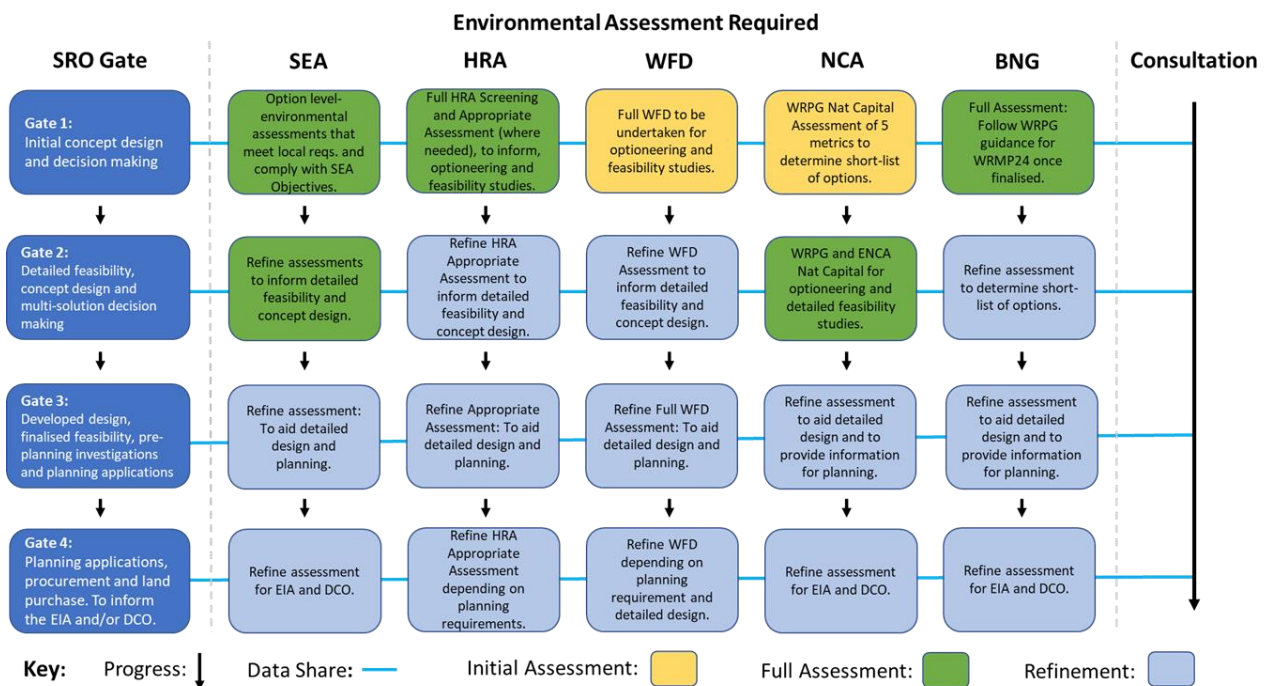 Environmental Assessment Required
SRO Gate
SEA
HRA
WFD
NCA
BNG
Consultation
Gate 1:
Initial concept design
and decision making
Option level-
environmental
assessments that
meet local reqs. and
comply with SEA
Objectives.
Full HRA Screening
and Appropriate
Assessment (where
needed), to inform,
optioneering and
feasibility studies.
Full WFD to be
undertaken for
optioneering and
feasibility studies.
WRPG Nat Capital
Assessment of 5
metrics to
determine short-list
of options.
Full Assessment:
Follow WRPG
guidance for
WRMP24 once
finalised.
Gate 2:
Detailed feasibility,
concept design and
multi-solution decision
making
Refine assessments
to inform detailed
feasibility and
concept design.
Refine HRA
Appropriate
Assessment to
inform detailed
feasibility and
concept design.
Refine WFD
Assessment to
inform detailed
feasibility and
concept design.
WRPG and ENCA
Nat Capital for
optioneering and
detailed feasibility
studies.
Refine assessment
to determine short-
list of options.
Gate 3:
Developed design,
finalised feasibility, pre-
planning investigations
and planning applications
Refine assessment:
To aid detailed
design and
planning.
Refine Appropriate
Assessment: To aid
detailed design and
planning.
Refine Full WFD
Assessment: To aid
detailed design and
planning.
Refine assessment
to aid detailed
design and to
provide information
for planning.
Refine assessment
to aid detailed
design and to
provide information
for planning.
Gate 4:
Planning applications,
procurement and land
purchase. To inform
the EIA and/or DCO.
Refine assessment
for EIA and DCO.
Refine HRA
Appropriate
Assessment
depending on
planning
requirements.
Refine WFD
depending on
planning
requirement and
detailed design.
Refine assessment
for EIA and DCO.
Refine assessment
for EIA and DCO.
Key:
Progress:
Data Share:
Initial Assessment:
Full Assessment:
Refinement: